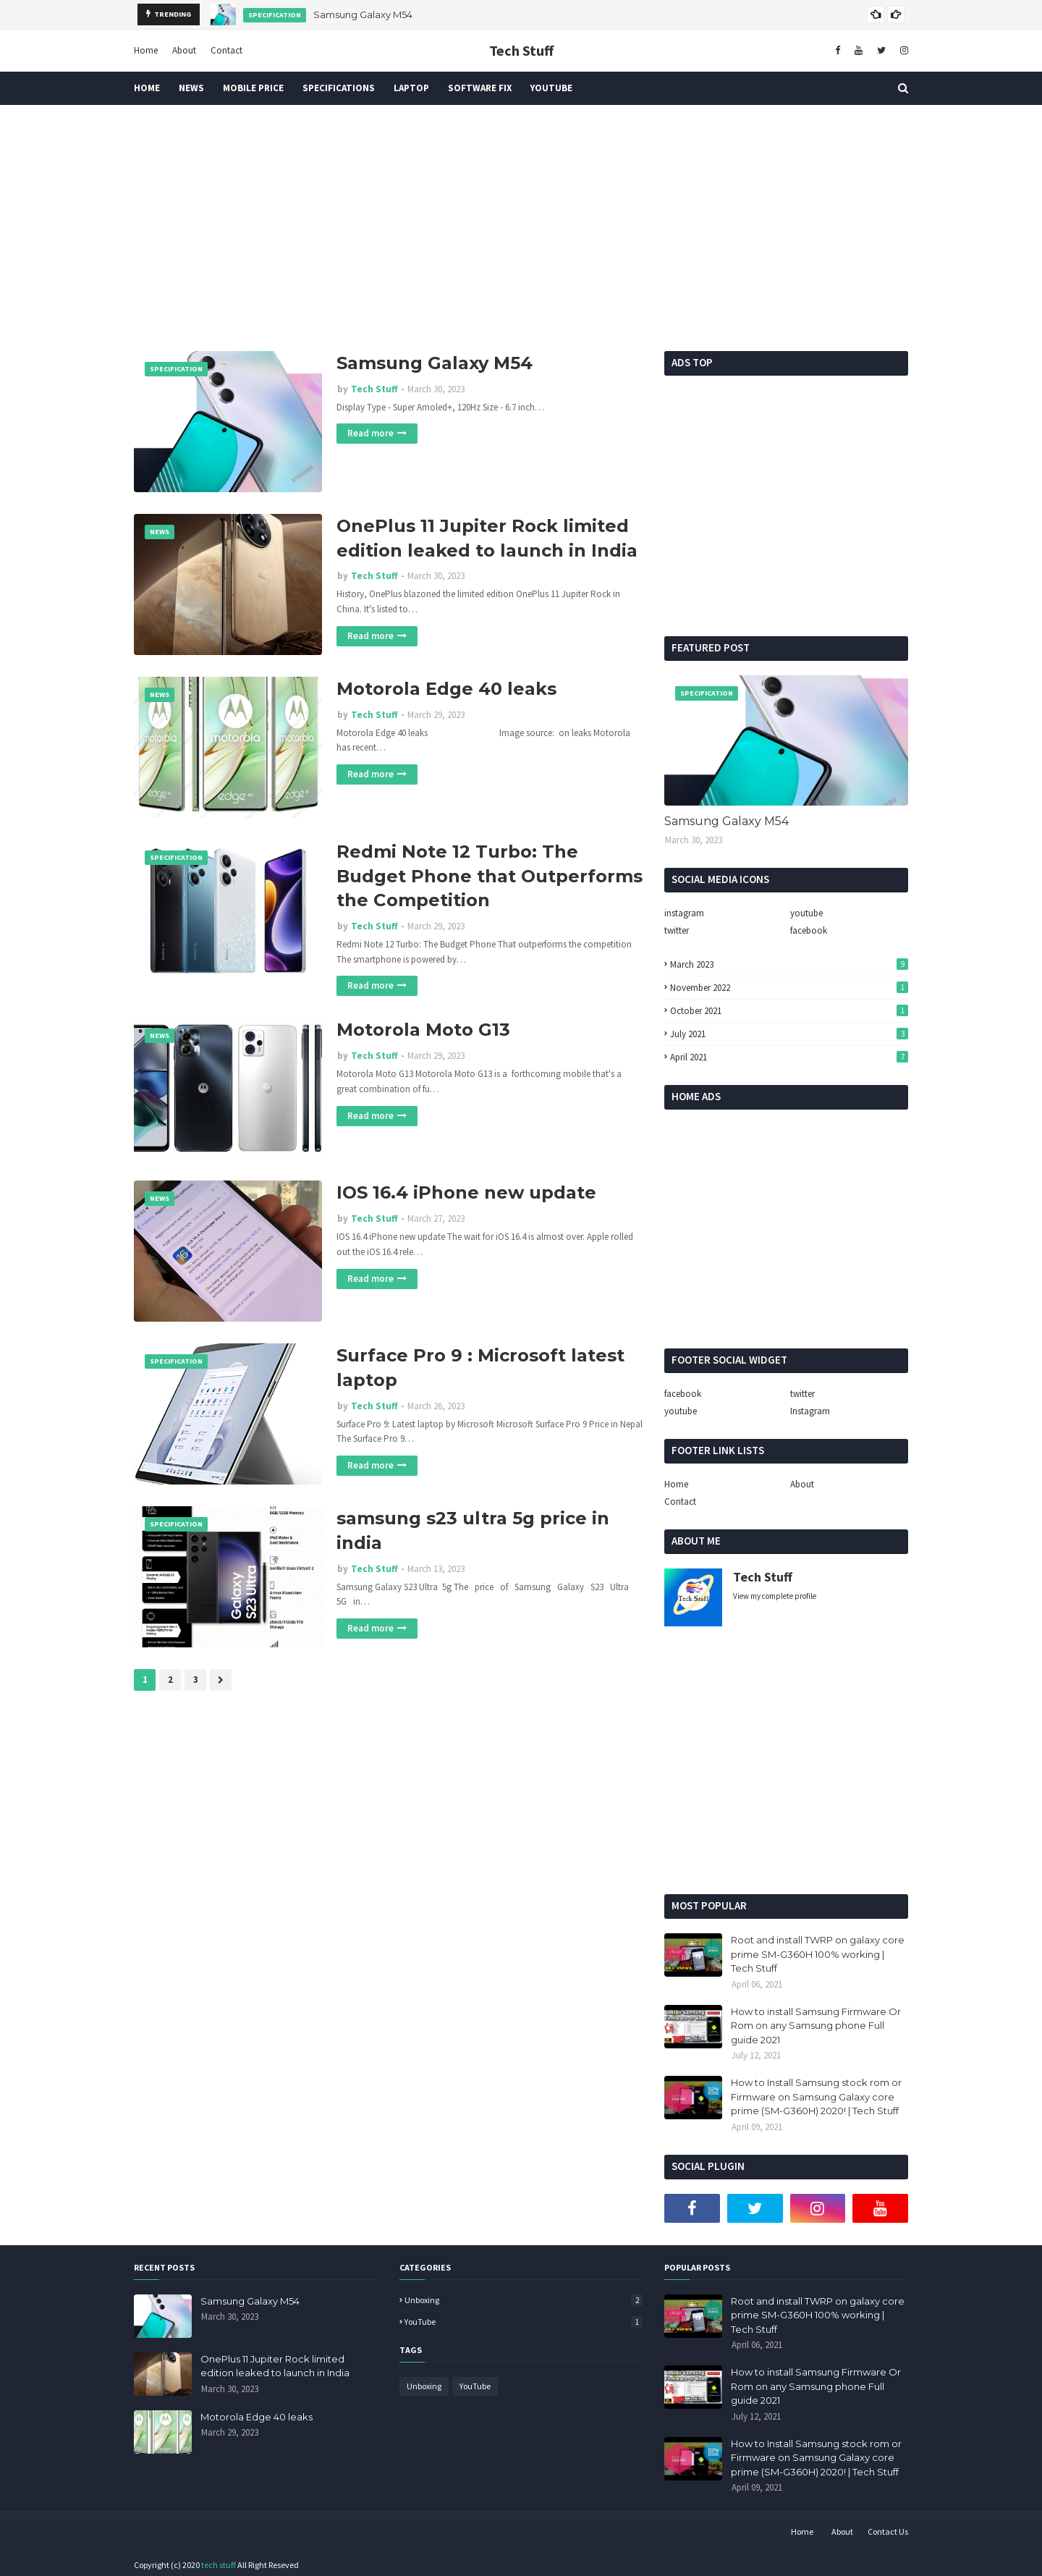 TRENDING
SPECIFICATION
Samsung Galaxy M54
Home
About
Contact
Tech Stuff
HOME
NEWS
MOBILE PRICE
SPECIFICATIONS
LAPTOP
SOFTWARE FIX
YOUTUBE
SPECIFICATION
Samsung Galaxy M54
by Tech Stuff - March 30, 2023
Display Type - Super Amoled+, 120Hz Size - 6.7 inch…
Read more
NEWS
OnePlus 11 Jupiter Rock limited
edition leaked to launch in India
by Tech Stuff - March 30, 2023
History, OnePlus blazoned the limited edition OnePlus 11 Jupiter Rock in
China. It's listed to…
Read more
NEWS
motorola
edge 40
Motorola Edge 40 leaks
by Tech Stuff - March 29, 2023
Motorola Edge 40 leaks Image source: on leaks Motorola
has recent…
Read more
SPECIFICATION
Redmi Note 12 Turbo: The
Budget Phone that Outperforms
the Competition
by Tech Stuff - March 29, 2023
Redmi Note 12 Turbo: The Budget Phone That outperforms the competition
The smartphone is powered by…
Read more
NEWS
Motorola Moto G13
by Tech Stuff - March 29, 2023
Motorola Moto G13 Motorola Moto G13 is a forthcoming mobile that's a
great combination of fu…
Read more
NEWS
IOS 16.4 iPhone new update
by Tech Stuff - March 27, 2023
IOS 16.4 iPhone new update The wait for iOS 16.4 is almost over. Apple rolled
out the iOS 16.4 rele…
Read more
SPECIFICATION
Surface Pro 9 : Microsoft latest
laptop
by Tech Stuff - March 26, 2023
Surface Pro 9: Latest laptop by Microsoft Microsoft Surface Pro 9 Price in Nepal
The Surface Pro 9…
Read more
SPECIFICATION
Galaxy
S23 Ultra
samsung s23 ultra 5g price in
india
by Tech Stuff - March 13, 2023
Samsung Galaxy S23 Ultra 5g The price of Samsung Galaxy S23 Ultra
5G in…
Read more
1
2
3
ADS TOP
FEATURED POST
SPECIFICATION
Samsung Galaxy M54
March 30, 2023
SOCIAL MEDIA ICONS
instagram
youtube
twitter
facebook
March 2023 9
November 2022 1
October 2021 1
July 2021 3
April 2021 7
HOME ADS
FOOTER SOCIAL WIDGET
facebook
twitter
youtube
Instagram
FOOTER LINK LISTS
Home
About
Contact
ABOUT ME
Tech Stuff
Tech Stuff
View my complete profile
MOST POPULAR
Root and install TWRP on galaxy core
prime SM-G360H 100% working |
Tech Stuff
April 06, 2021
How to install Samsung Firmware Or
Rom on any Samsung phone Full
guide 2021
July 12, 2021
How to Install Samsung stock rom or
Firmware on Samsung Galaxy core
prime (SM-G360H) 2020! | Tech Stuff
April 09, 2021
SOCIAL PLUGIN
RECENT POSTS
Samsung Galaxy M54
March 30, 2023
OnePlus 11 Jupiter Rock limited
edition leaked to launch in India
March 30, 2023
Motorola Edge 40 leaks
March 29, 2023
CATEGORIES
Unboxing 2
YouTube 1
TAGS
Unboxing
YouTube
POPULAR POSTS
Root and install TWRP on galaxy core
prime SM-G360H 100% working |
Tech Stuff
April 06, 2021
How to install Samsung Firmware Or
Rom on any Samsung phone Full
guide 2021
July 12, 2021
How to Install Samsung stock rom or
Firmware on Samsung Galaxy core
prime (SM-G360H) 2020! | Tech Stuff
April 09, 2021
Home
About
Contact Us
Copyright (c) 2020 tech stuff All Right Reseved